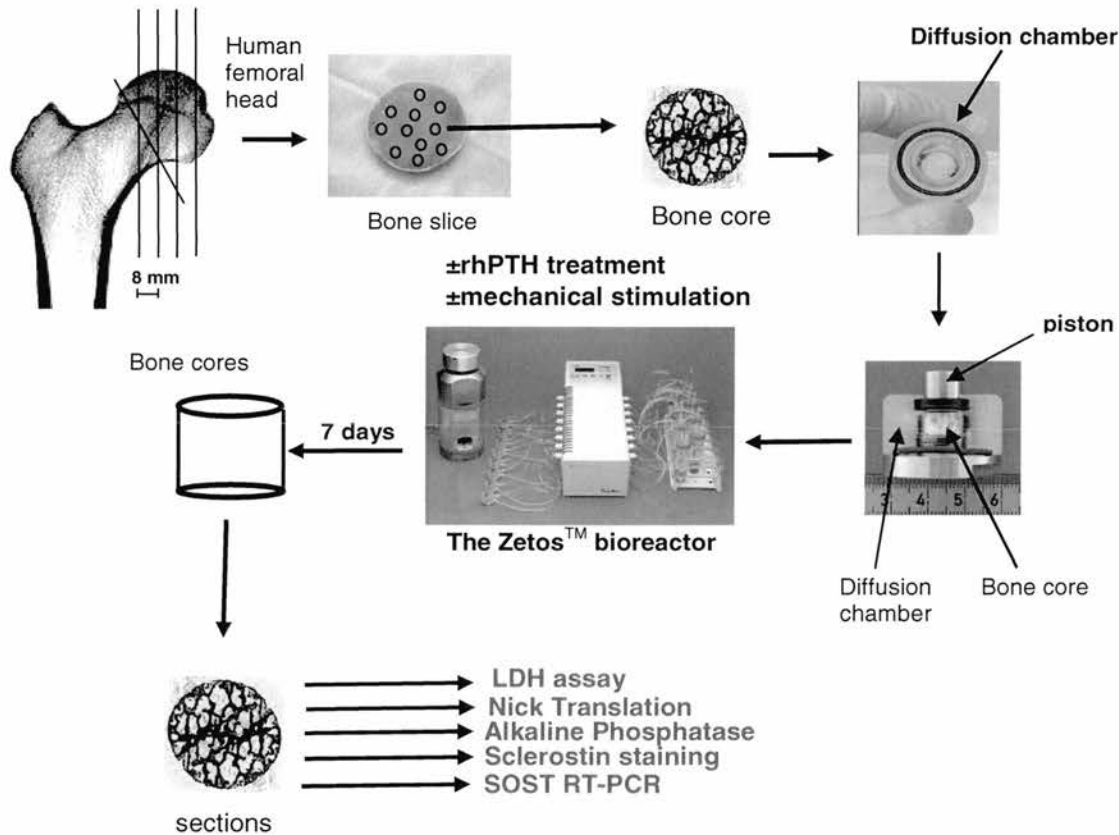 Human
femoral
head
8 mm
Bone slice
Bone core
Diffusion chamber
±rhPTH treatment
±mechanical stimulation
piston
3 4 5 6
Diffusion
chamber
Bone core
The Zetos™ bioreactor
7 days
Bone cores
LDH assay
Nick Translation
Alkaline Phosphatase
Sclerostin staining
SOST RT-PCR
sections